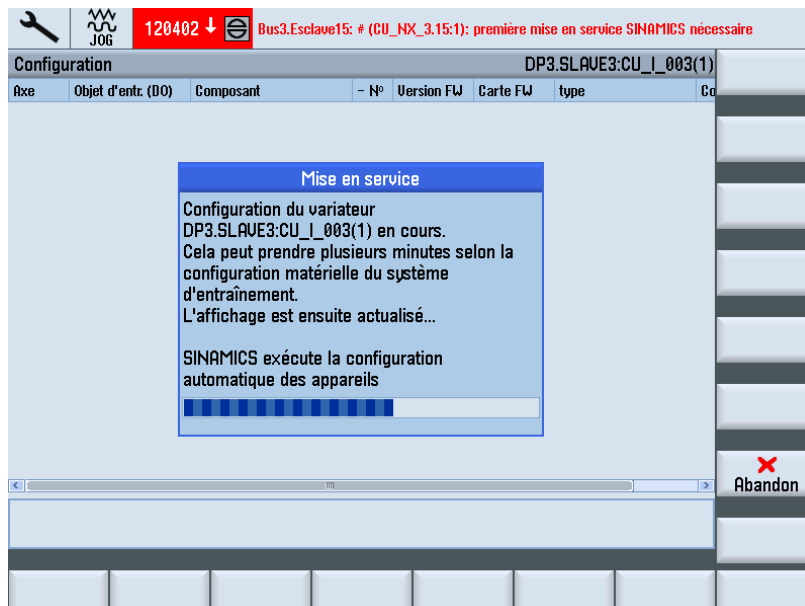 JOG
120402
Bus3.Esclave15: # (CU_NX_3.15:1): première mise en service SINAMICS nécessaire
Configuration
DP3.SLAVE3:CU_I_003(1)
Axe Objet d'entr. (DO) Composant - Nº Version FW Carte FW type Co
Mise en service
Configuration du variateur
DP3.SLAVE3:CU_I_003(1) en cours.
Cela peut prendre plusieurs minutes selon la
configuration matérielle du système
d'entraînement.
L'affichage est ensuite actualisé...
SINAMICS exécute la configuration
automatique des appareils
Abandon